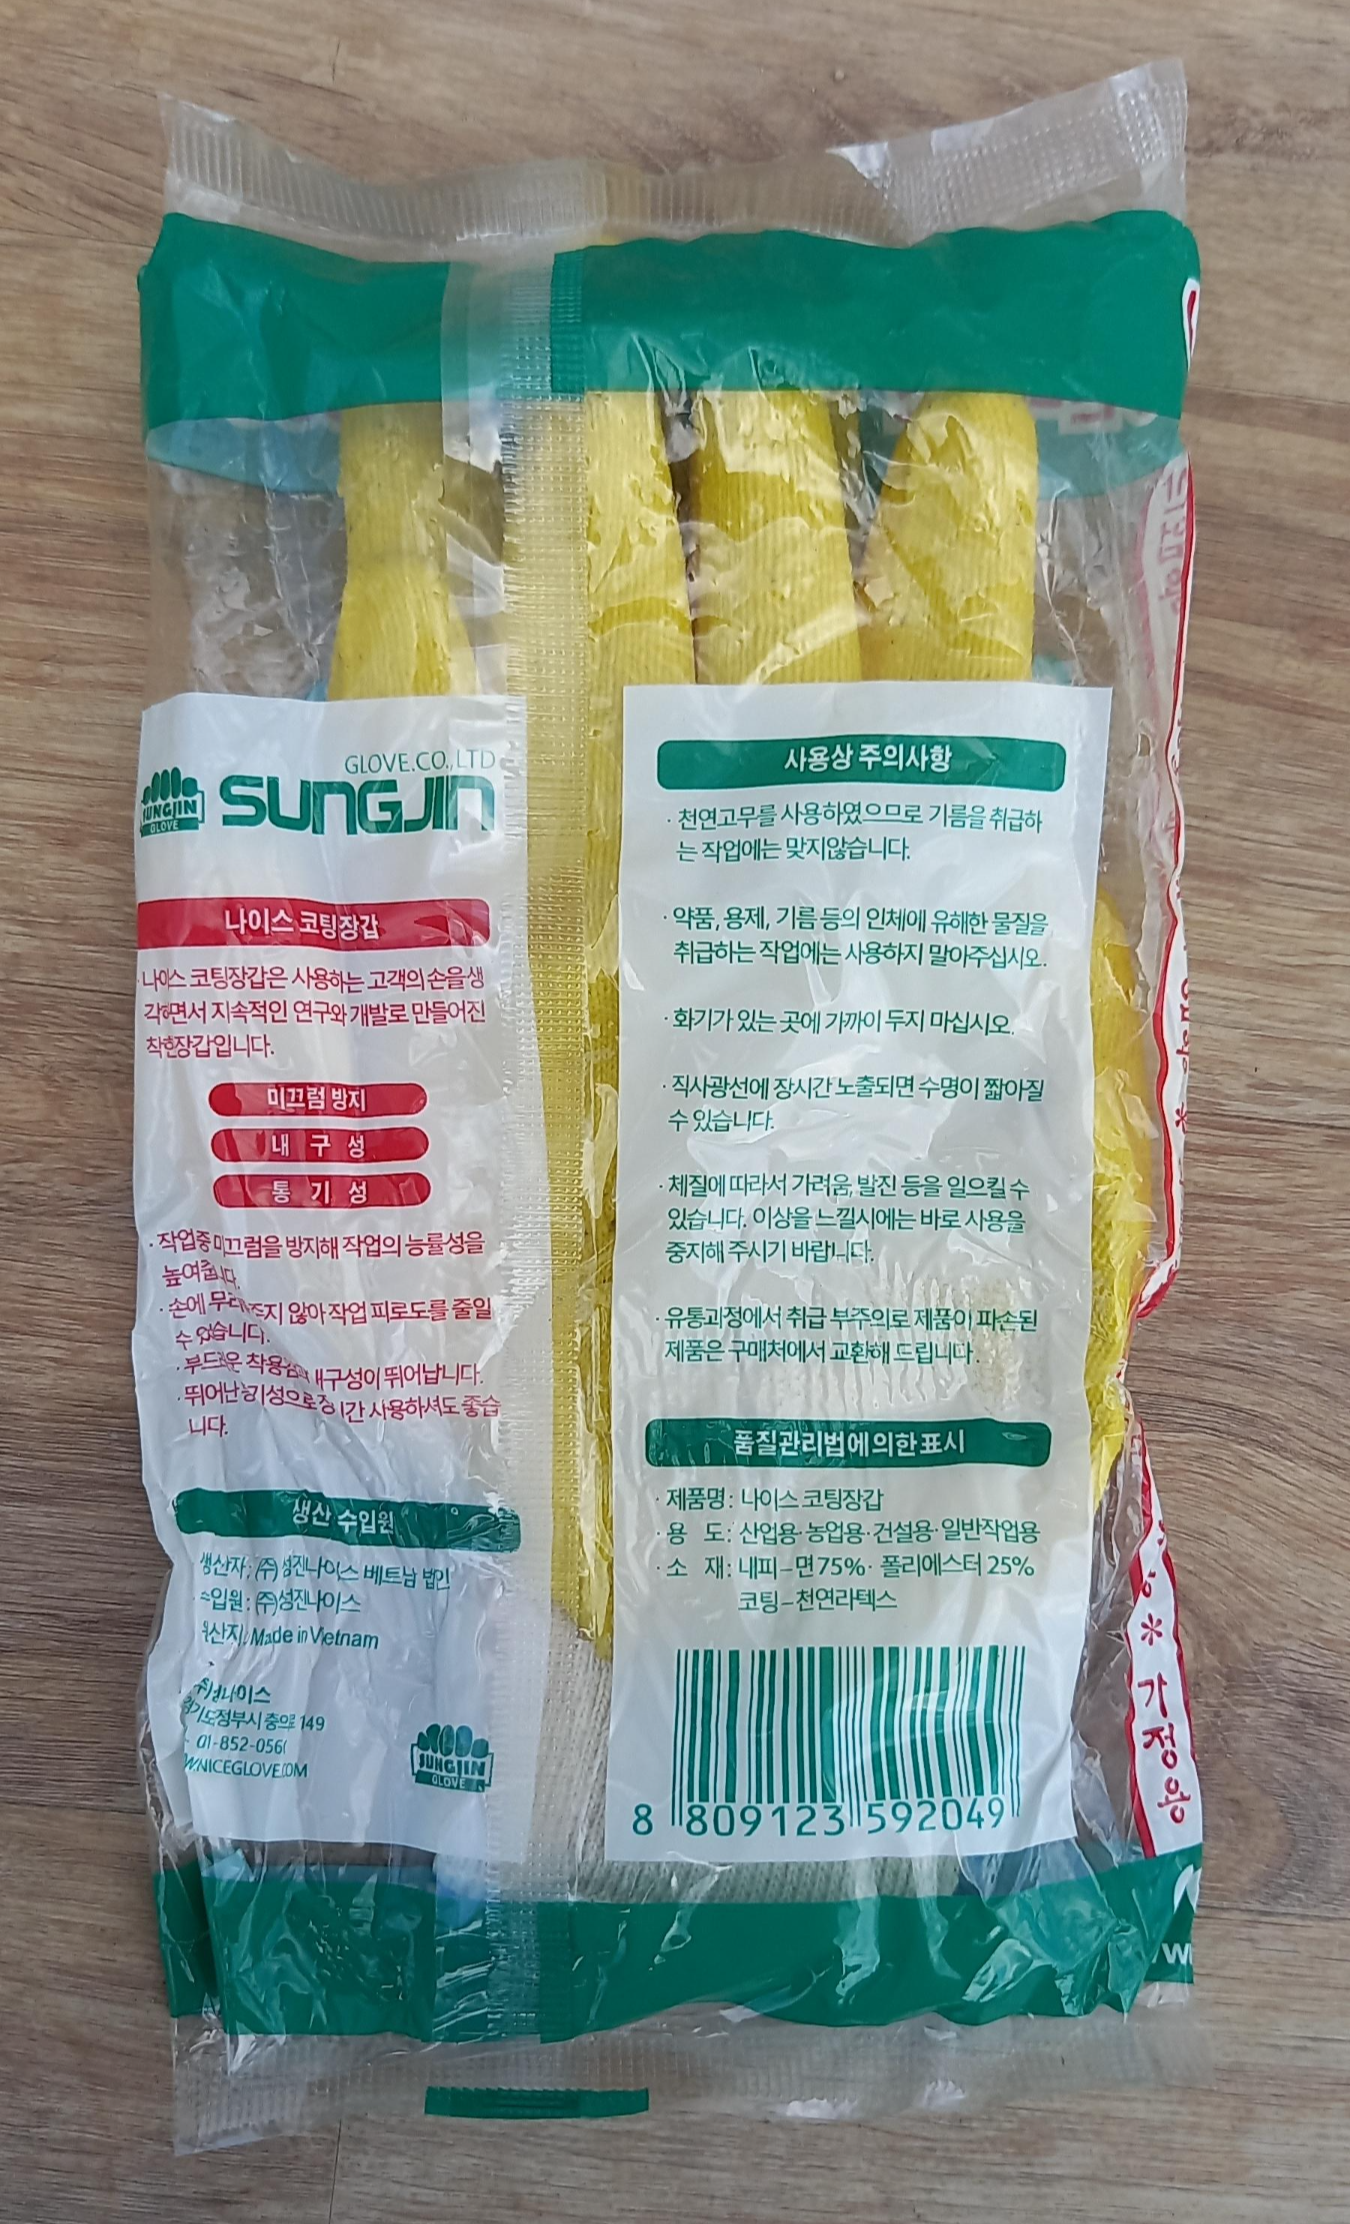 GLOVE.CO.,LTD
SUNGJIN
SUNGJIN
GLOVE
나이스 코팅장갑
나이스 코팅장갑은 사용하는 고객의 손을 생
각하면서 지속적인 연구와 개발로 만들어진
착한장갑입니다.
미끄럼 방지
내 구 성
통 기 성
· 작업중 미끄럼을 방지해 작업의 능률성을
높여줍니다.
· 손에 무리주지 않아 작업 피로도를 줄일
수 있습니다.
· 부드러운 착용감 내구성이 뛰어납니다.
· 뛰어난 통기성으로 장시간 사용하셔도 좋습
니다.
생산 수입원
생산자: (주)성진나이스 베트남 법인
수입원: (주)성진나이스
원산지: Made in Vietnam
나이스
149
-852-056
NICEGLOVE
SUNGJIN
GLOVE
사용상 주의사항
· 천연고무를 사용하였으므로 기름을 취급하
는 작업에는 맞지않습니다.
· 약품, 용제, 기름 등의 인체에 유해한 물질을
취급하는 작업에는 사용하지 말아주십시오.
· 화기가 있는 곳에 가까이 두지 마십시오.
· 직사광선에 장시간 노출되면 수명이 짧아질
수 있습니다.
· 체질에 따라서 가려움, 발진 등을 일으킬 수
있습니다. 이상을 느낄시에는 바로 사용을
중지해 주시기 바랍니다.
· 유통과정에서 취급 부주의로 제품이 파손된
제품은 구매처에서 교환해 드립니다.
품질관리법에 의한 표시
· 제품명: 나이스 코팅장갑
· 용 도: 산업용·농업용·건설용·일반작업용
· 소 재: 내피-면75%· 폴리에스터 25%
코팅-천연라텍스
8 809123 592049
* 가정용